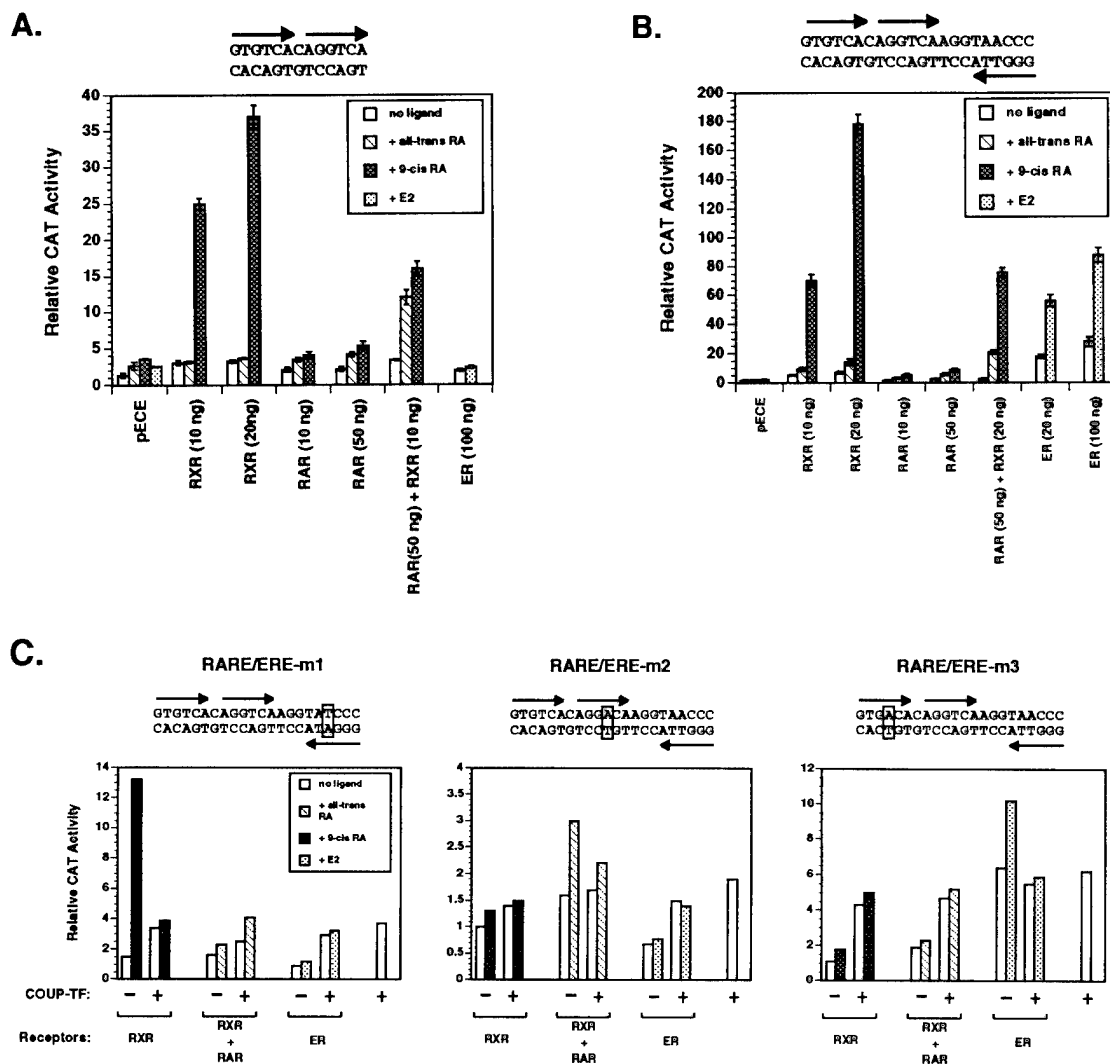 A.
GTGTCACAGGTCA
CACAGTGTCCAGT
40
35
30
25
20
15
10
5
0
Relative CAT Activity
no ligand
+ all-trans RA
+ 9-cis RA
+ E2
pECE
RXR (10 ng)
RXR (20ng)
RAR (10 ng)
RAR (50 ng)
RAR(50 ng) + RXR (10 ng)
ER (100 ng)
B.
GTGTCACAGGTCAAGGTAACCC
CACAGTGTCCAGTTCCATTGGG
200
180
160
140
120
100
80
60
40
20
0
Relative CAT Activity
no ligand
+ all-trans RA
+ 9-cis RA
+ E2
pECE
RXR (10 ng)
RXR (20 ng)
RAR (10 ng)
RAR (50 ng)
RAR (50 ng) + RXR (20 ng)
ER (20 ng)
ER (100 ng)
C.
RARE/ERE-m1
GTGTCACAGGTCAAGGTATCCC
CACAGTGTCCAGTTCCATAGGG
14
12
10
8
6
4
2
0
Relative CAT Activity
no ligand
+ all-trans
RA
+ 9-cis RA
+ E2
COUP-TF: − + − + − + +
Receptors: RXR RXR + RAR ER
RARE/ERE-m2
GTGTCACAGGACAAGGTAACCC
CACAGTGTCCTGTTCCATTGGG
4
3.5
3
2.5
2
1.5
1
0.5
0
− + − + − + +
RXR RXR + RAR ER
RARE/ERE-m3
GTGACACAGGTCAAGGTAACCC
CACTGTGTCCAGTTCCATTGGG
12
10
8
6
4
2
0
− + − + − + +
RXR RXR + RAR ER